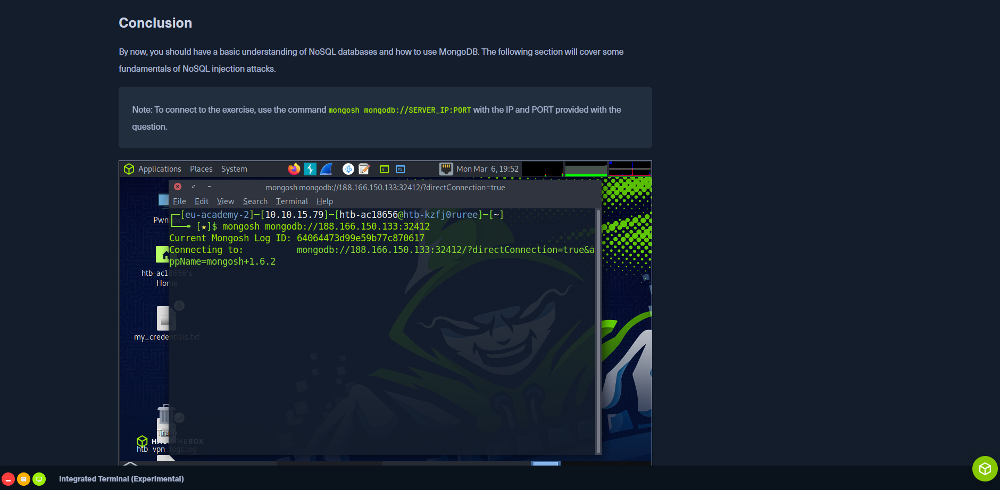 Conclusion
By now, you should have a basic understanding of NoSQL databases and how to use MongoDB. The following section will cover some
fundamentals of NoSQL injection attacks.
Note: To connect to the exercise, use the command mongosh mongodb://SERVER_IP:PORT with the IP and PORT provided with the
question.
Applications Places System
Mon Mar 6, 19:52
mongosh mongodb://188.166.150.133:32412/?directConnection=true
File Edit View Search Terminal Help
[eu-academy-2]─[10.10.15.79]─[htb-ac18656@htb-kzfj0ruree]─[~]
[★]$ mongosh mongodb://188.166.150.133:32412
Current Mongosh Log ID: 64064473d99e59b77c870617
Connecting to: mongodb://188.166.150.133:32412/?directConnection=true&a
ppName=mongosh+1.6.2
htb-ac18656's
Home
my_credentials.txt
Trash
HACKTHEBOX
htb_vpn_logs.log
Integrated Terminal (Experimental)